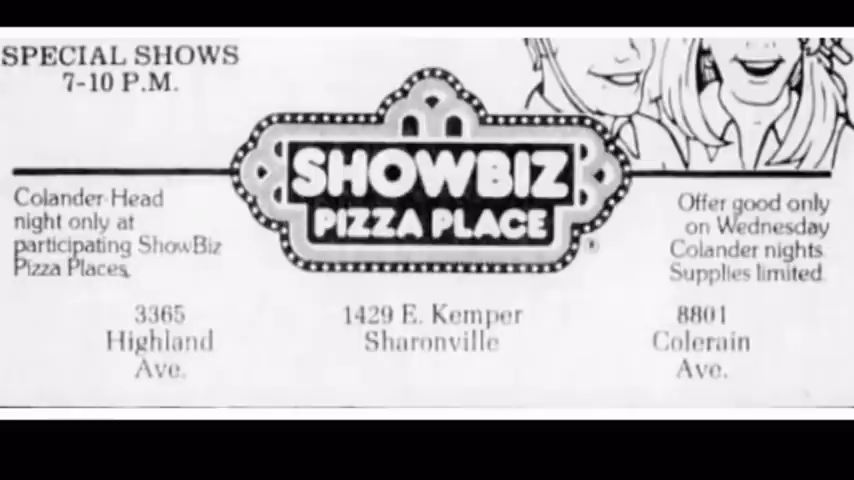 SPECIAL SHOWS
7-10 P.M.
SHOWBIZ
PIZZA PLACE
®
Colander-Head
night only at
participating ShowBiz
Pizza Places.
Offer good only
on Wednesday
Colander nights.
Supplies limited.
3365
Highland
Ave.
1429 E. Kemper
Sharonville
8801
Colerain
Ave.